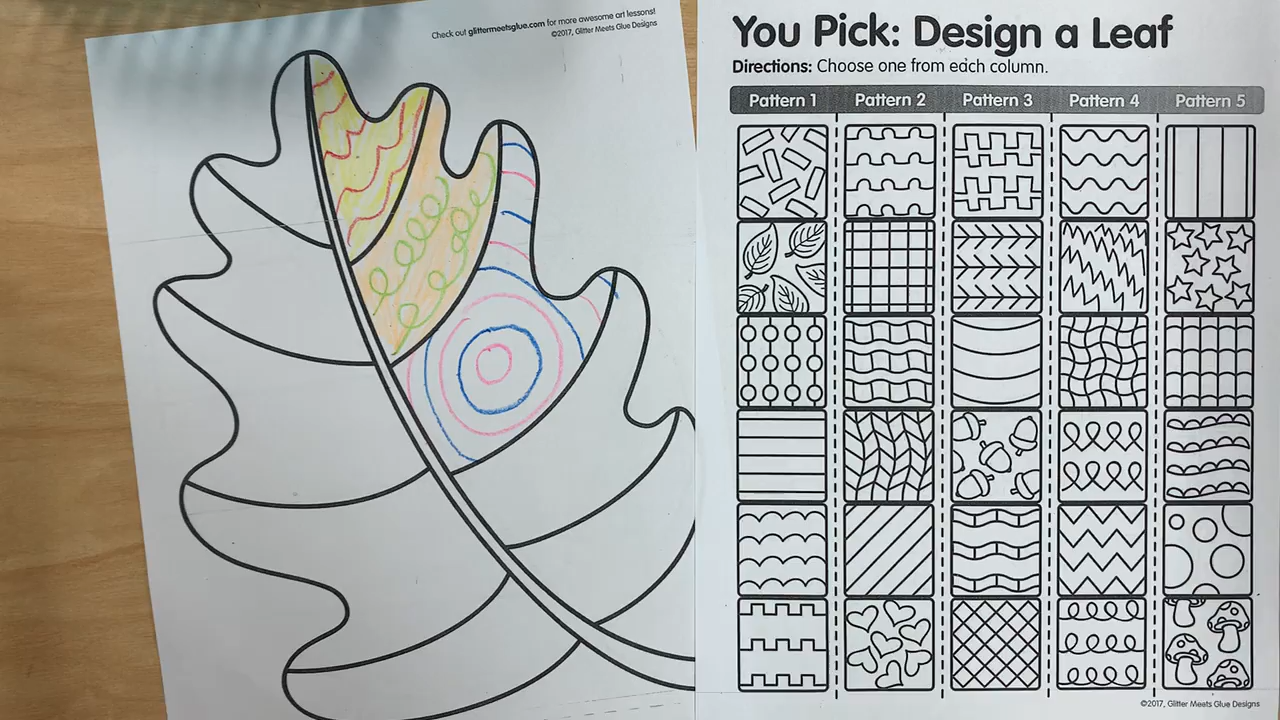 Check out glittermeetsglue.com for more awesome art lessons!
©2017, Glitter Meets Glue Designs
You Pick: Design a Leaf
Directions: Choose one from each column.
Pattern 1 Pattern 2 Pattern 3 Pattern 4 Pattern 5
©2017, Glitter Meets Glue Designs